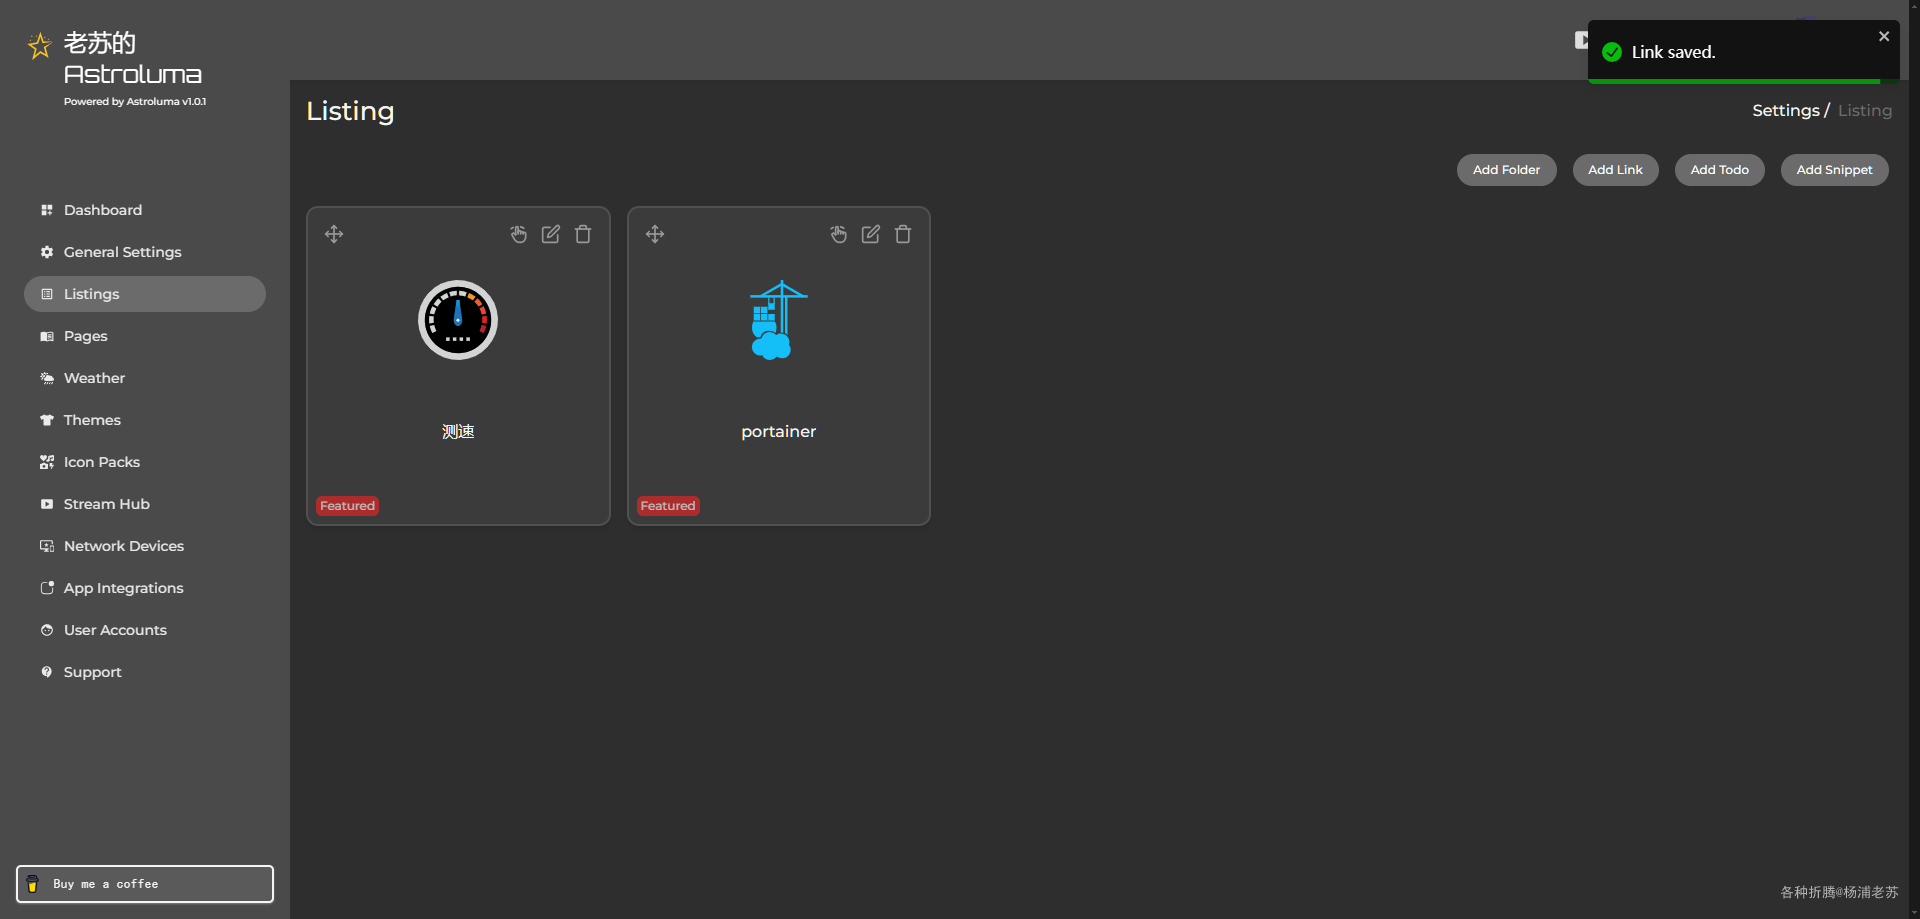 老苏的
Astroluma
Powered by Astroluma v1.0.1
Link saved.
Listing
Settings / Listing
Add Folder
Add Link
Add Todo
Add Snippet
Dashboard
General Settings
Listings
Pages
Weather
Themes
Icon Packs
Stream Hub
Network Devices
App Integrations
User Accounts
Support
测速
Featured
portainer
Featured
Buy me a coffee
各种折腾@杨浦老苏